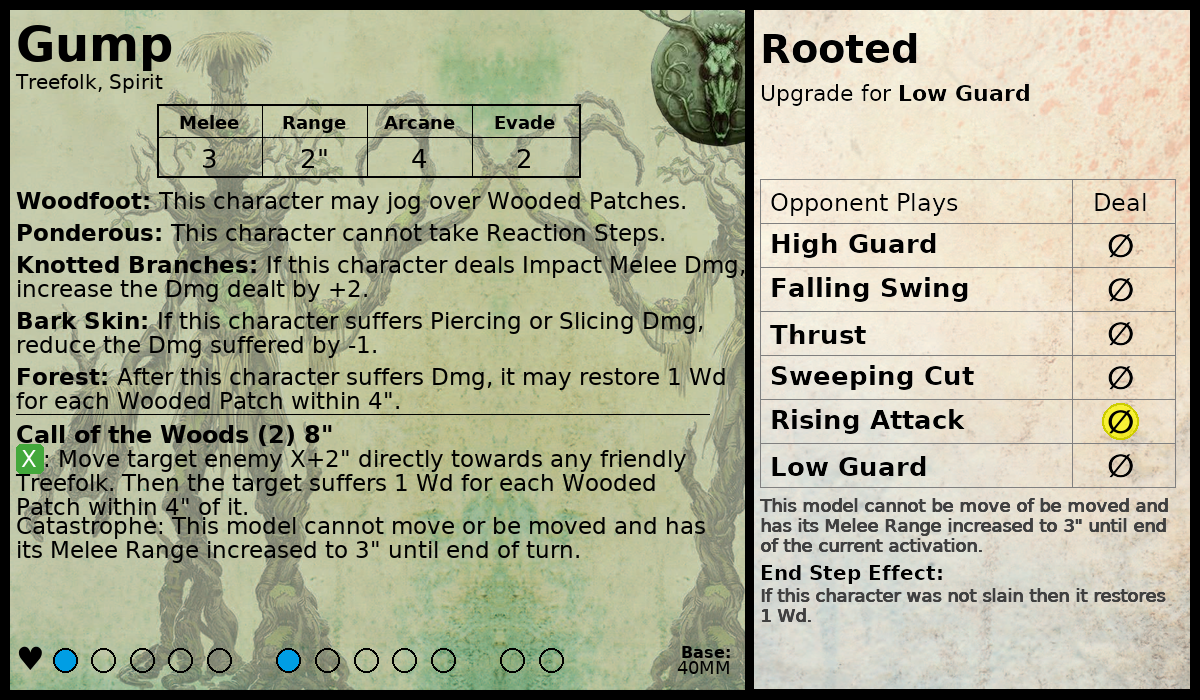 Gump
Treefolk, Spirit
Melee Range Arcane Evade
3 2" 4 2
Woodfoot: This character may jog over Wooded Patches.
Ponderous: This character cannot take Reaction Steps.
Knotted Branches: If this character deals Impact Melee Dmg,
increase the Dmg dealt by +2.
Bark Skin: If this character suffers Piercing or Slicing Dmg,
reduce the Dmg suffered by -1.
Forest: After this character suffers Dmg, it may restore 1 Wd
for each Wooded Patch within 4".
Call of the Woods (2) 8"
X: Move target enemy X+2" directly towards any friendly
Treefolk. Then the target suffers 1 Wd for each Wooded
Patch within 4" of it.
Catastrophe: This model cannot move or be moved and has
its Melee Range increased to 3" until end of turn.
Base:
40MM
Rooted
Upgrade for Low Guard
Opponent Plays Deal
High Guard ∅
Falling Swing ∅
Thrust ∅
Sweeping Cut ∅
Rising Attack ∅
Low Guard ∅
This model cannot be move of be moved and
has its Melee Range increased to 3" until end
of the current activation.
End Step Effect:
If this character was not slain then it restores
1 Wd.